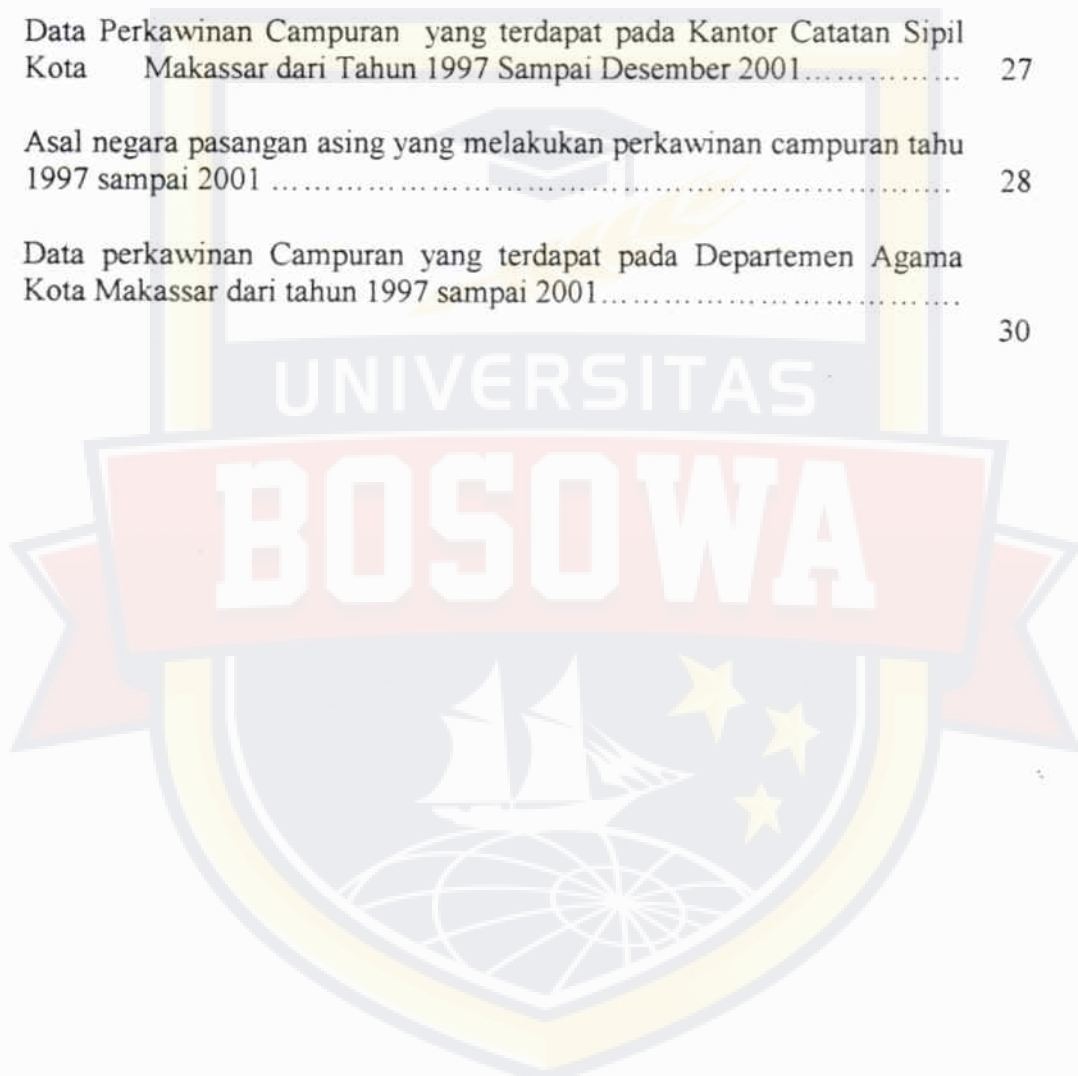 Data Perkawinan Campuran yang terdapat pada Kantor Catatan Sipil
Kota Makassar dari Tahun 1997 Sampai Desember 2001............... 27
Asal negara pasangan asing yang melakukan perkawinan campuran tahu
1997 sampai 2001 ............................................................... 28
Data perkawinan Campuran yang terdapat pada Departemen Agama
Kota Makassar dari tahun 1997 sampai 2001..................................
30
UNIVERSITAS
BOSOWA